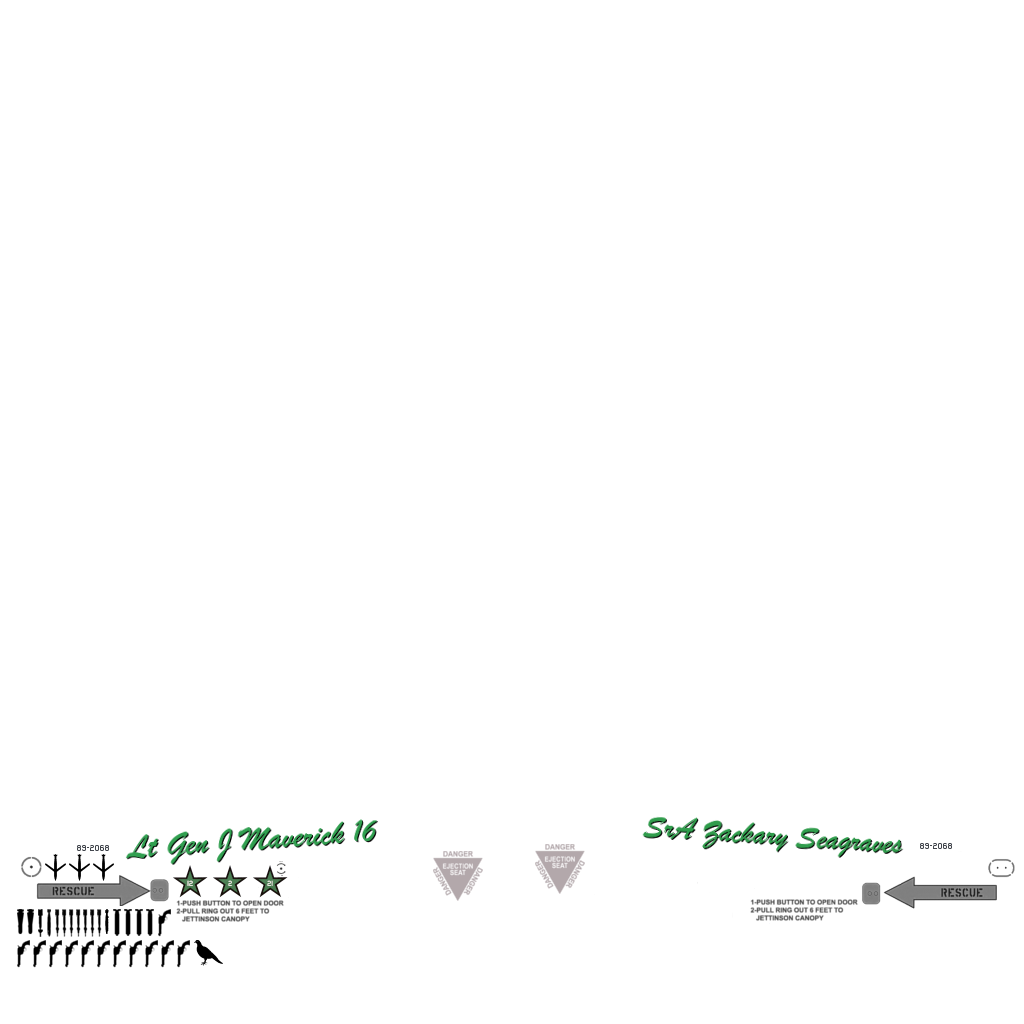 Lt Gen J Maverick 16
SrA Zackary Seagraves
89-2068
89-2068
DANGER
EJECTION
SEAT
DANGER
DANGER
DANGER
EJECTION
SEAT
DANGER
DANGER
RESCUE
RESCUE
1-PUSH BUTTON TO OPEN DOOR
2-PULL RING OUT 6 FEET TO
JETTINSON CANOPY
1-PUSH BUTTON TO OPEN DOOR
2-PULL RING OUT 6 FEET TO
JETTINSON CANOPY